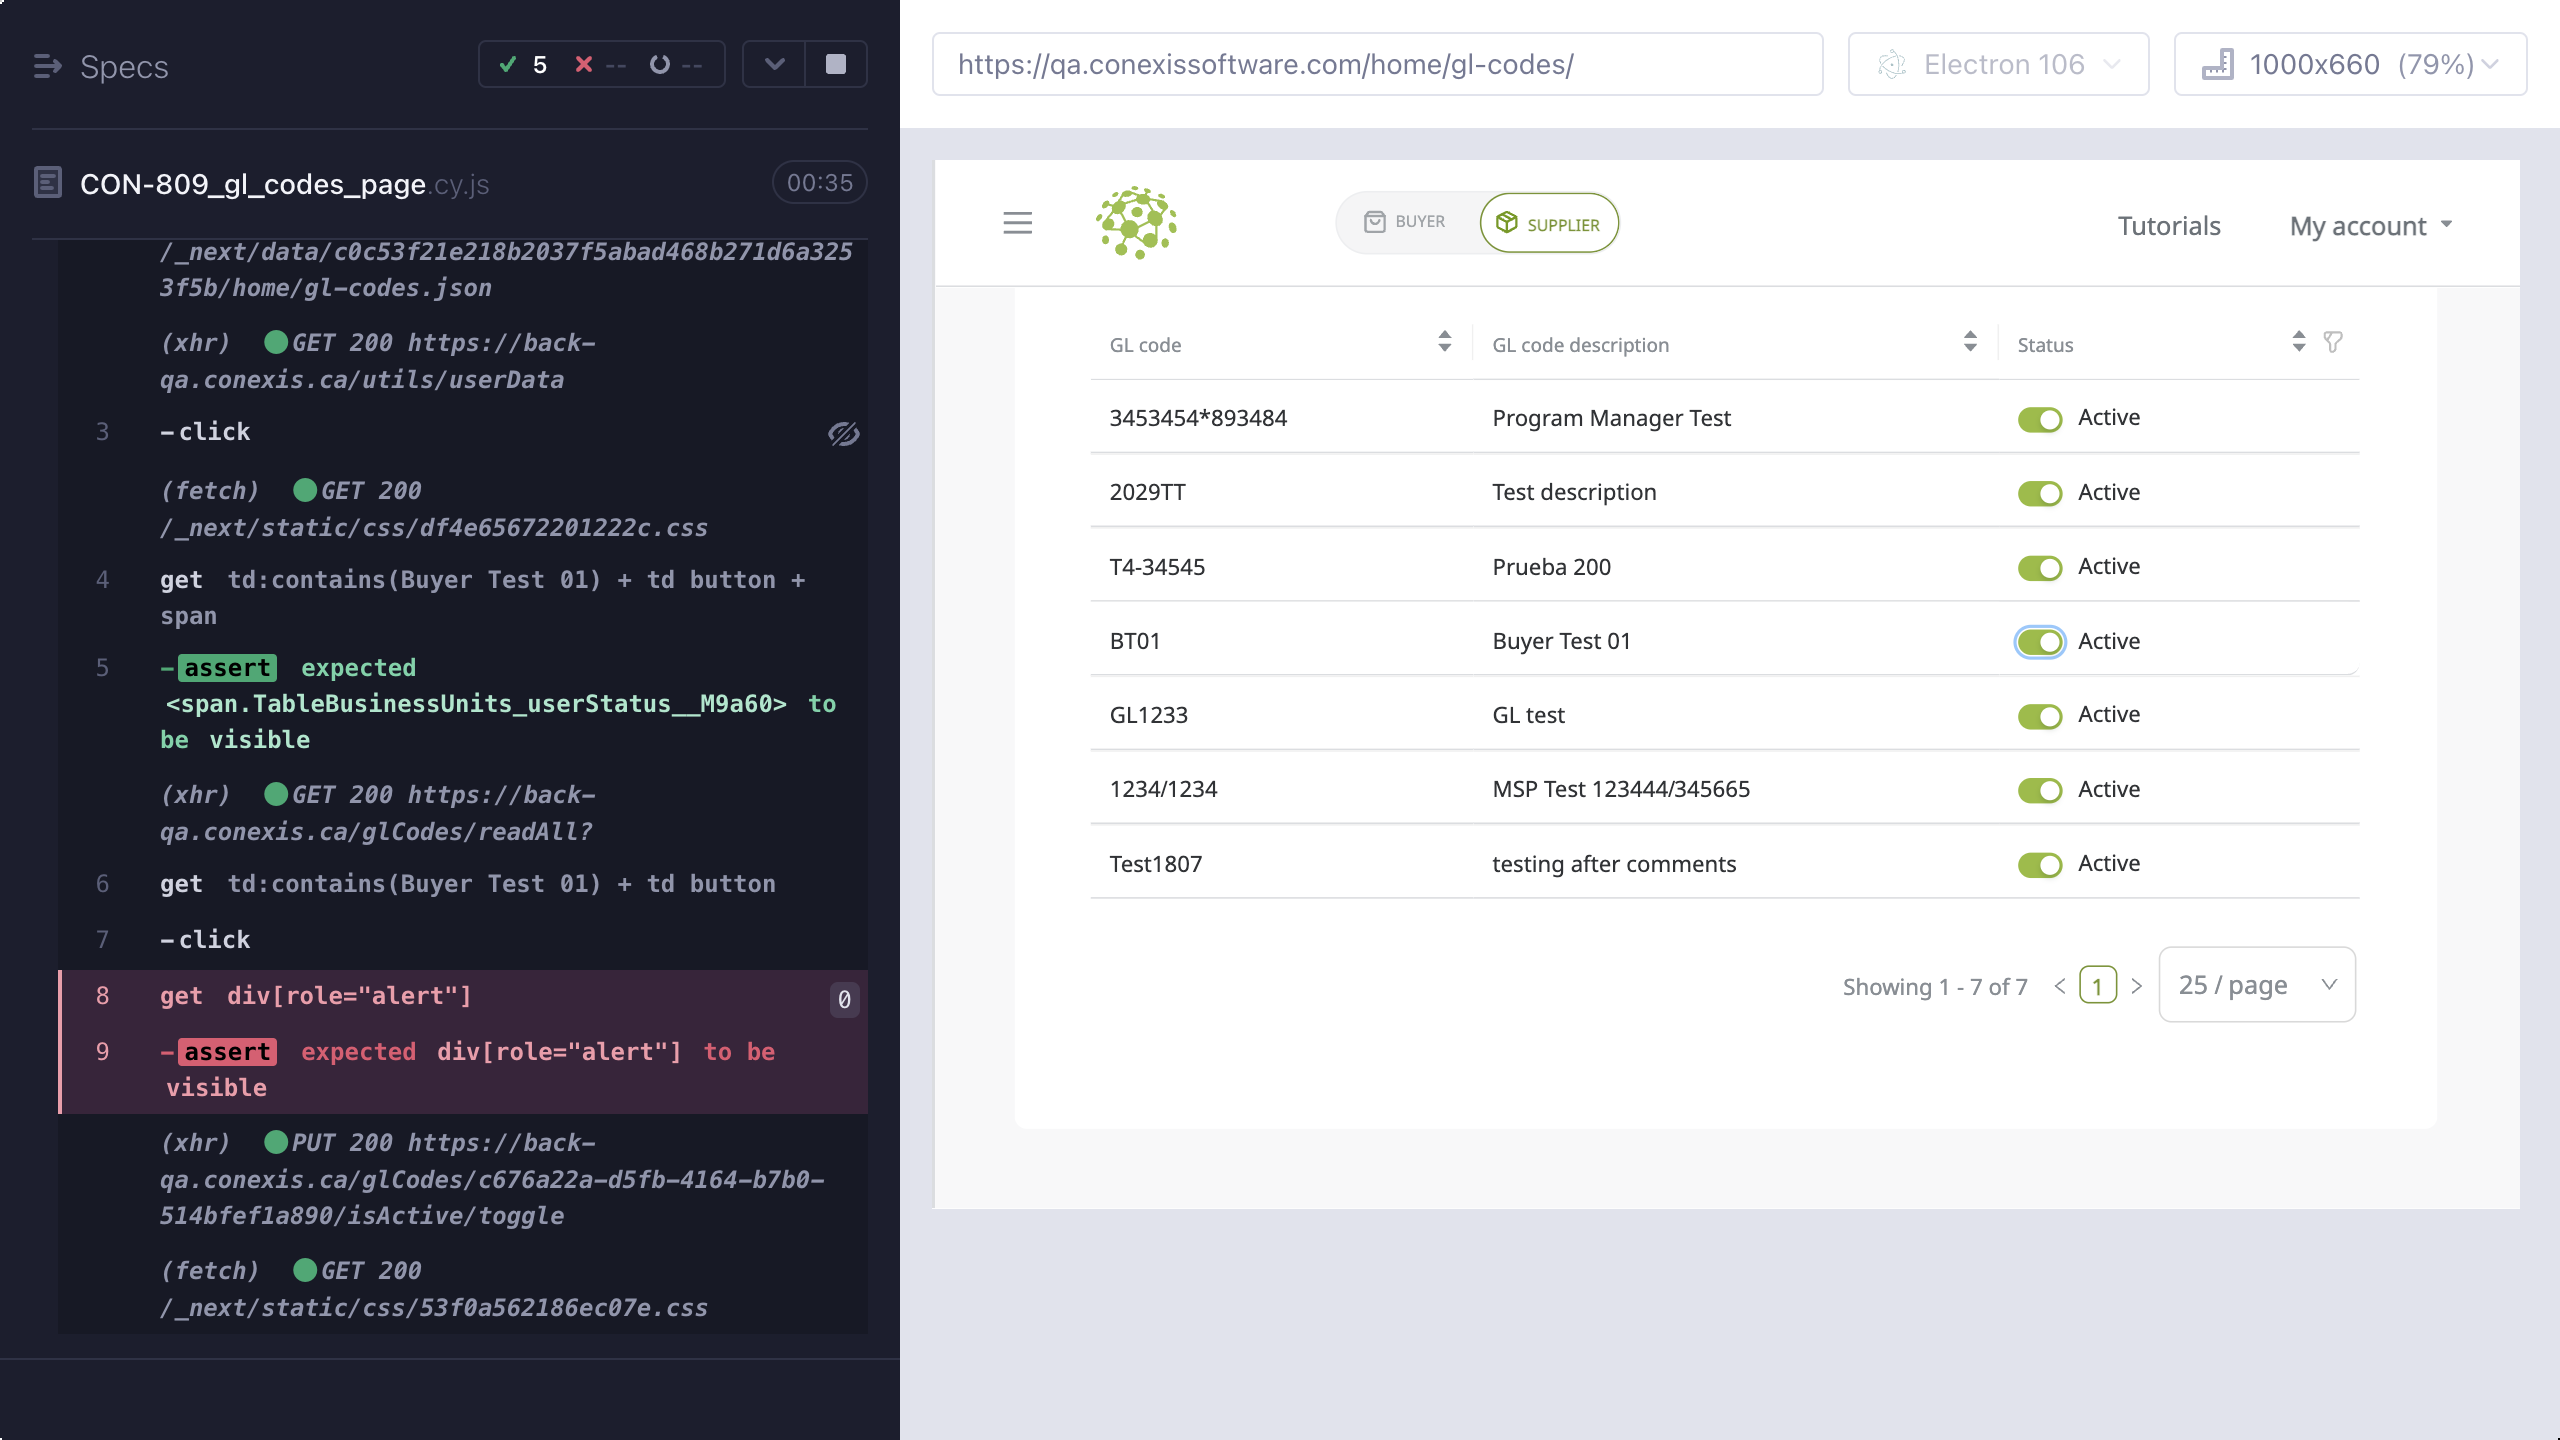 Specs
5
--
--
CON-809_gl_codes_page.cy.js
00:35
/_next/data/c0c53f21e218b2037f5abad468b271d6a325
3f5b/home/gl-codes.json
(xhr) GET 200 https://back-
qa.conexis.ca/utils/userData
3 -click
(fetch) GET 200
/_next/static/css/df4e65672201222c.css
4 get td:contains(Buyer Test 01) + td button +
span
5 -assert expected
<span.TableBusinessUnits_userStatus__M9a60> to
be visible
(xhr) GET 200 https://back-
qa.conexis.ca/glCodes/readAll?
6 get td:contains(Buyer Test 01) + td button
7 -click
8 get div[role="alert"] 0
9 -assert expected div[role="alert"] to be
visible
(xhr) PUT 200 https://back-
qa.conexis.ca/glCodes/c676a22a-d5fb-4164-b7b0-
514bfef1a890/isActive/toggle
(fetch) GET 200
/_next/static/css/53f0a562186ec07e.css
https://qa.conexissoftware.com/home/gl-codes/
Electron 106
1000x660 (79%)
BUYER
SUPPLIER
Tutorials
My account
GL code GL code description Status
3453454*893484 Program Manager Test Active
2029TT Test description Active
T4-34545 Prueba 200 Active
BT01 Buyer Test 01 Active
GL1233 GL test Active
1234/1234 MSP Test 123444/345665 Active
Test1807 testing after comments Active
Showing 1 - 7 of 7 < 1 > 25 / page